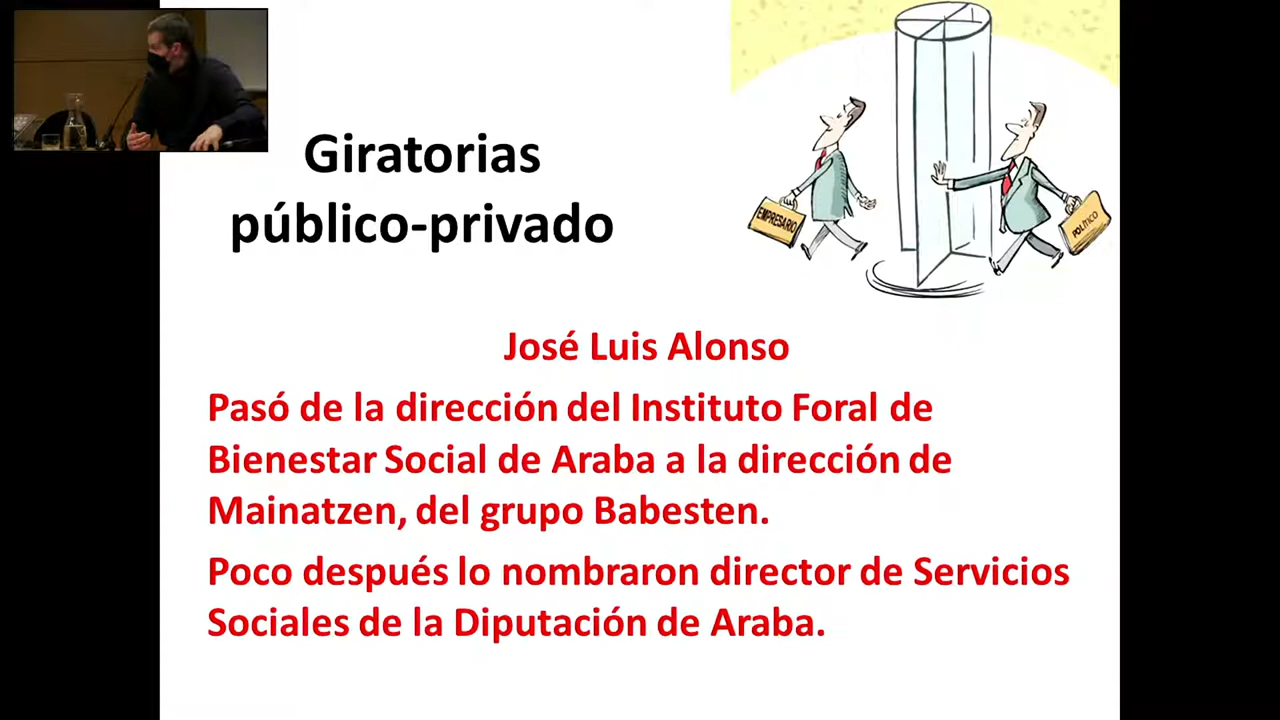 Giratorias
público-privado
EMPRESARIO
POLÍTICO
José Luis Alonso
Pasó de la dirección del Instituto Foral de
Bienestar Social de Araba a la dirección de
Mainatzen, del grupo Babesten.
Poco después lo nombraron director de Servicios
Sociales de la Diputación de Araba.